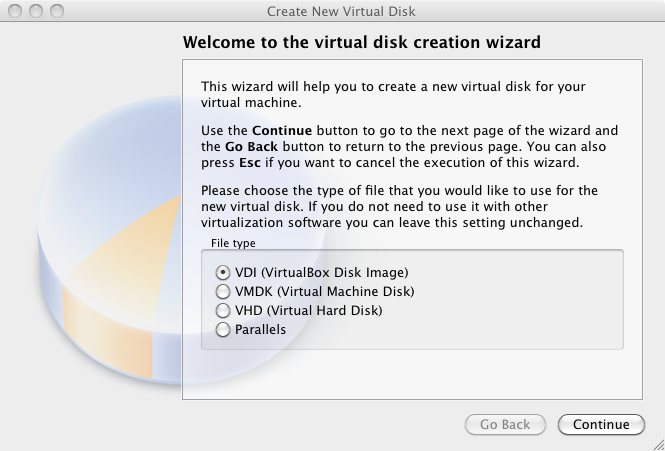 Create New Virtual Disk
Welcome to the virtual disk creation wizard
This wizard will help you to create a new virtual disk for your
virtual machine.
Use the Continue button to go to the next page of the wizard and
the Go Back button to return to the previous page. You can also
press Esc if you want to cancel the execution of this wizard.
Please choose the type of file that you would like to use for the
new virtual disk. If you do not need to use it with other
virtualization software you can leave this setting unchanged.
File type
VDI (VirtualBox Disk Image)
VMDK (Virtual Machine Disk)
VHD (Virtual Hard Disk)
Parallels
Go Back
Continue